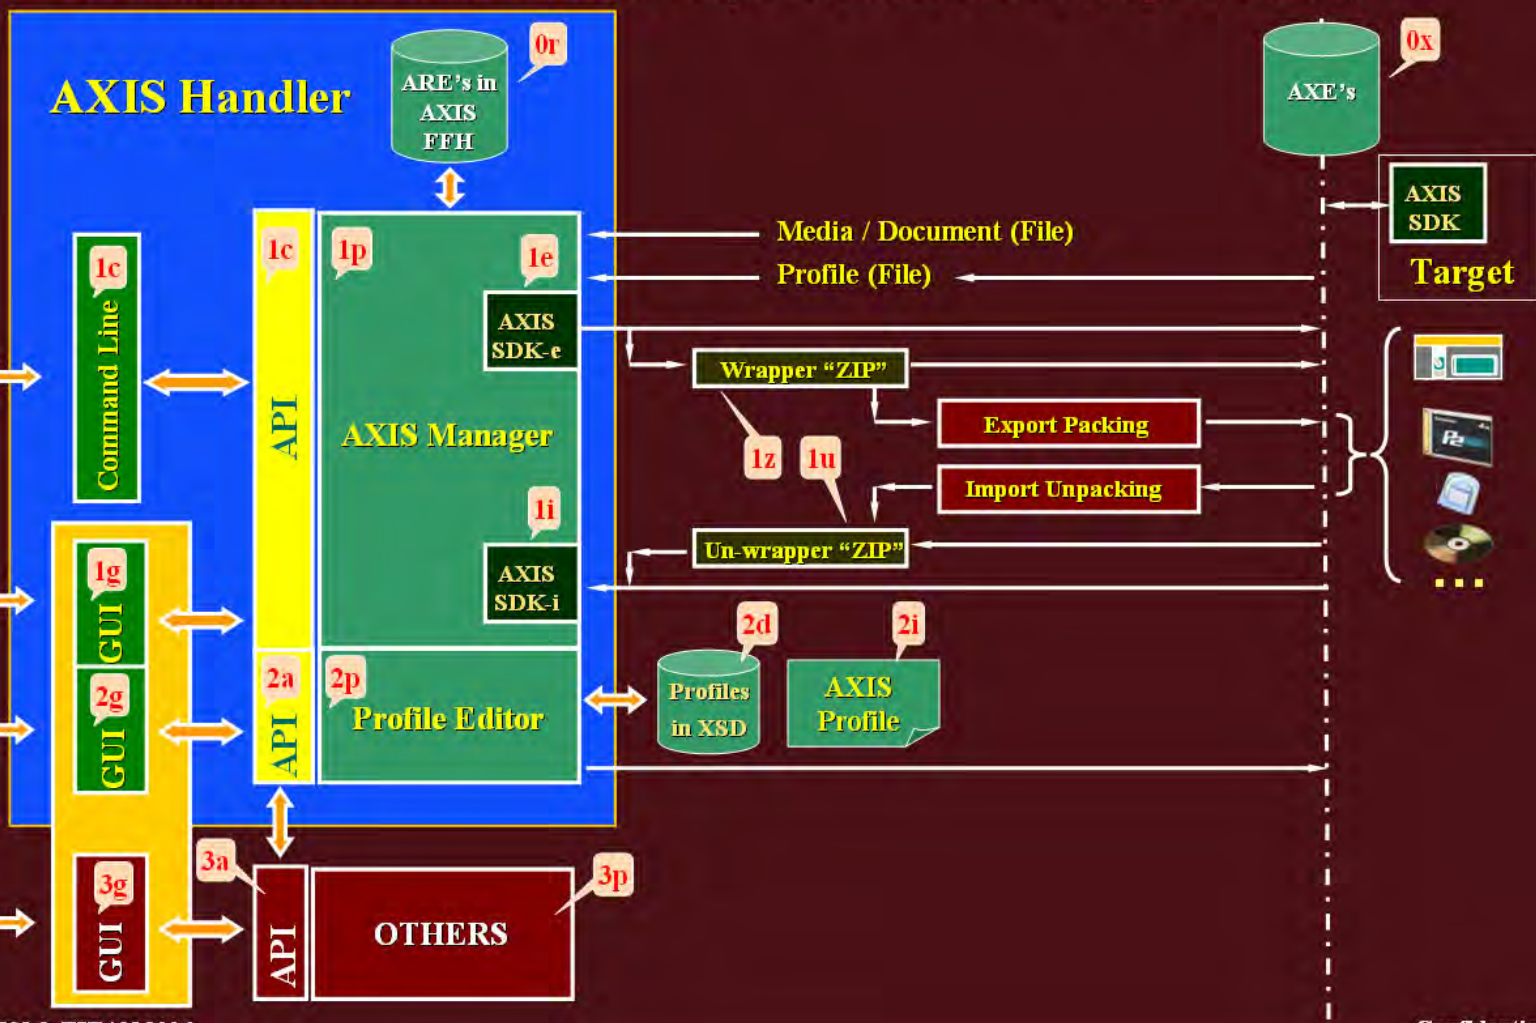 AXIS Handler
ARE's in
AXIS
FFH
0r
AXE's
0x
AXIS
SDK
Target
1c
Command Line
1c
API
1p
1e
AXIS
SDK-e
AXIS Manager
1i
AXIS
SDK-i
Media / Document (File)
Profile (File)
Wrapper “ZIP”
Export Packing
1z
1u
Import Unpacking
Un-wrapper “ZIP”
P2
1g
GUI
2g
GUI
2a
API
2p
Profile Editor
2d
Profiles
in XSD
2i
AXIS
Profile
...
3g
GUI
3a
API
OTHERS
3p